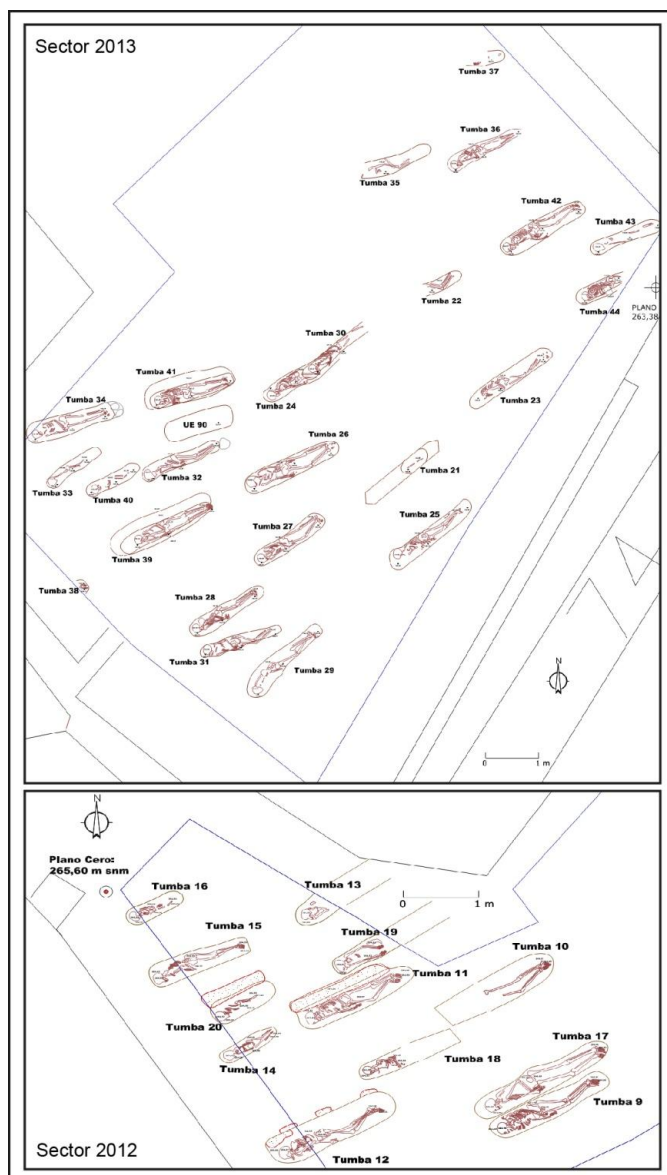 Sector 2013
Tumba 37
Tumba 36
Tumba 35
Tumba 42
Tumba 43
Tumba 22
Tumba 44
PLANO
263,38
Tumba 30
Tumba 41
Tumba 24
Tumba 23
Tumba 34
UE 90
Tumba 26
Tumba 32
Tumba 21
Tumba 33
Tumba 40
Tumba 25
Tumba 27
Tumba 39
Tumba 38
Tumba 28
Tumba 31
Tumba 29
N
0 1 m
N
Plano Cero:
265,60 m snm
Tumba 16
Tumba 13
0 1 m
Tumba 15
Tumba 19
Tumba 10
Tumba 11
Tumba 20
Tumba 14
Tumba 18
Tumba 17
Tumba 9
Tumba 12
Sector 2012